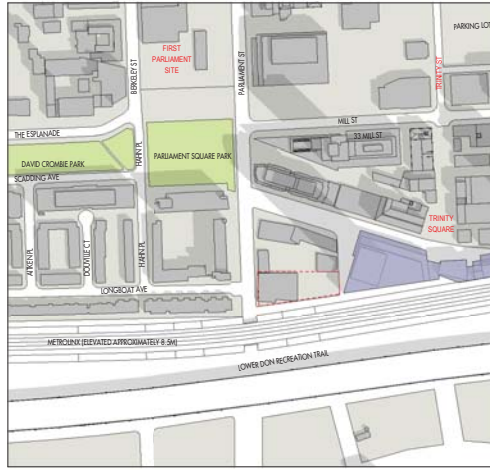 PARKING LOT
FIRST
PARLIAMENT
SITE
BERKELEY ST
PARLIAMENT ST
TRINITY ST
MILL ST
33 MILL ST
THE ESPLANADE
HAHN PL
PARLIAMENT SQUARE PARK
DAVID CROMBIE PARK
SCADDING AVE
TRINITY
SQUARE
AITKEN PL
DOUVILLE CT
HAHN PL
LONGBOAT AVE
METROLINX (ELEVATED APPROXIMATELY 8.5M)
LOWER DON RECREATION TRAIL